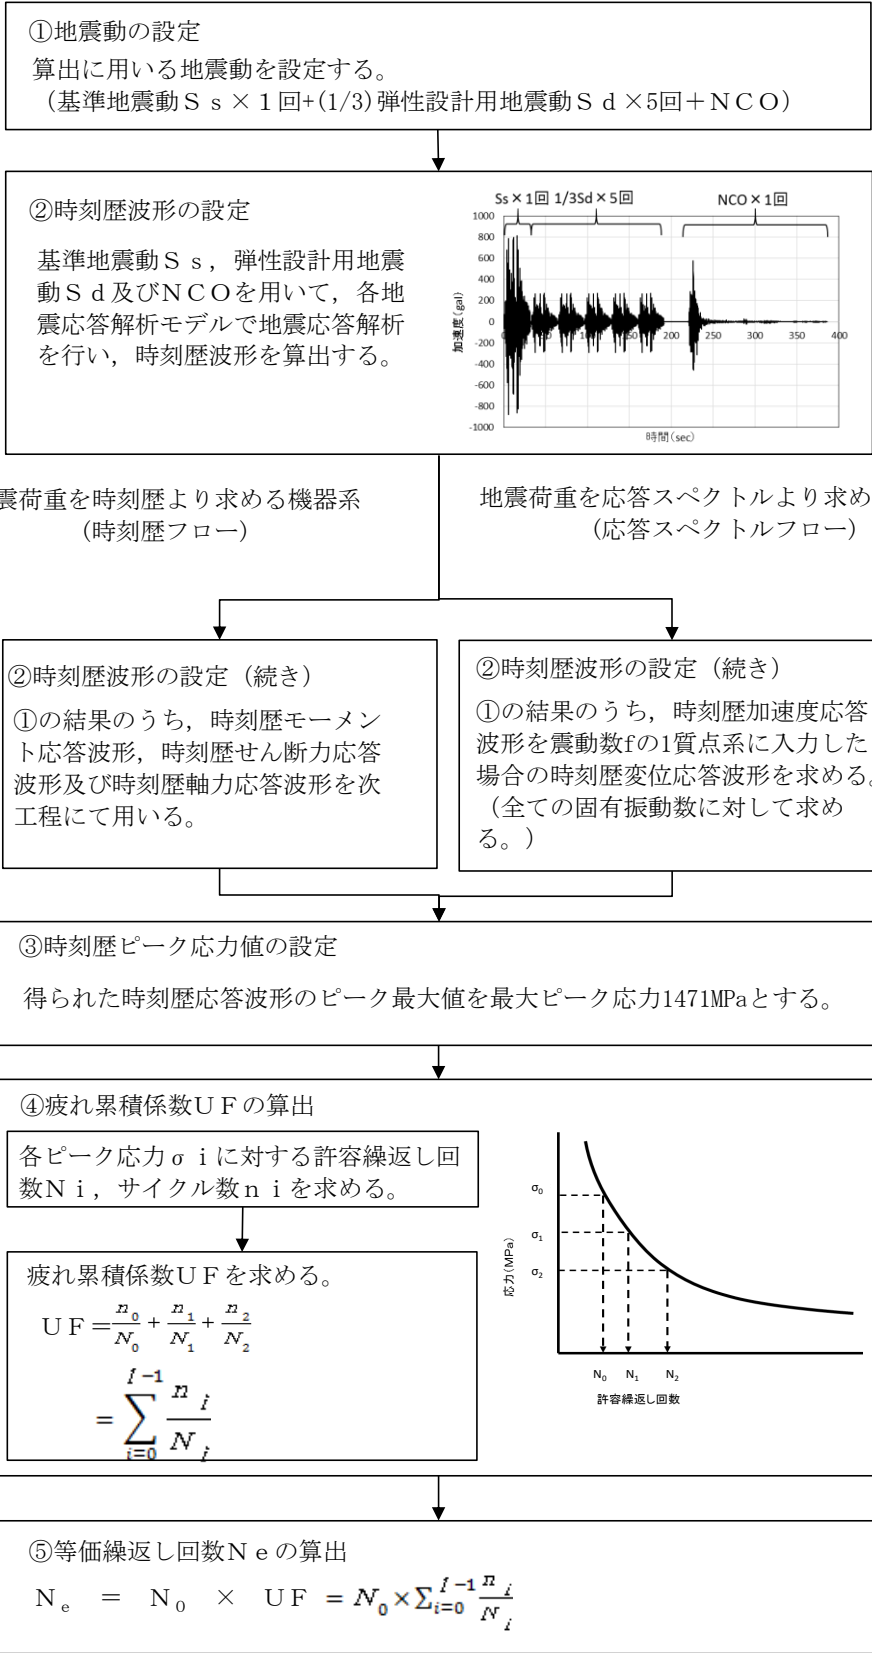 ①地震動の設定
算出に用いる地震動を設定する。
（基準地震動Ｓｓ×１回+(1/3)弾性設計用地震動Ｓｄ×5回＋ＮＣＯ）
②時刻歴波形の設定
基準地震動Ｓｓ，弾性設計用地震
動Ｓｄ及びＮＣＯを用いて，各地
震応答解析モデルで地震応答解析
を行い，時刻歴波形を算出する。
Ss×1回 1/3Sd×5回 NCO×1回
1000
800
600
400
200
0
-200
-400
-600
-800
-1000
加速度(gal)
50 100 150 200 250 300 350 400
時間(sec)
震荷重を時刻歴より求める機器系
（時刻歴フロー）
地震荷重を応答スペクトルより求め
（応答スペクトルフロー）
②時刻歴波形の設定（続き）
①の結果のうち，時刻歴モーメン
ト応答波形，時刻歴せん断力応答
波形及び時刻歴軸力応答波形を次
工程にて用いる。
②時刻歴波形の設定（続き）
①の結果のうち，時刻歴加速度応答
波形を震動数fの1質点系に入力した
場合の時刻歴変位応答波形を求める。
（全ての固有振動数に対して求め
る。）
③時刻歴ピーク応力値の設定
得られた時刻歴応答波形のピーク最大値を最大ピーク応力1471MPaとする。
④疲れ累積係数ＵＦの算出
各ピーク応力σｉに対する許容繰返し回
数Ｎｉ，サイクル数ｎｉを求める。
疲れ累積係数ＵＦを求める。
ＵＦ=n₀/N₀+n₁/N₁+n₂/N₂
=∑_{i=0}^{I-1} n_i/N_i
応力(MPa)
σ₀
σ₁
σ₂
N₀ N₁ N₂
許容繰返し回数
⑤等価繰返し回数Ｎｅの算出
Ｎₑ ＝ Ｎ₀ × ＵＦ = N₀×∑_{i=0}^{I-1} n_i/N_i